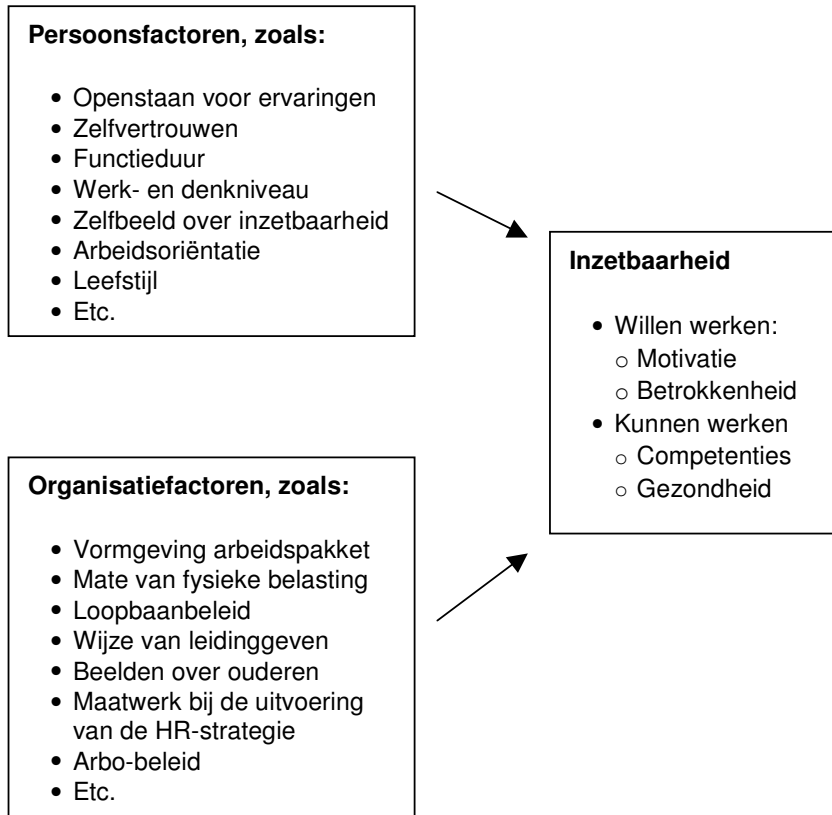 Persoonsfactoren, zoals:
• Openstaan voor ervaringen
• Zelfvertrouwen
• Functieduur
• Werk- en denkniveau
• Zelfbeeld over inzetbaarheid
• Arbeidsoriëntatie
• Leefstijl
• Etc.
Inzetbaarheid
• Willen werken:
○ Motivatie
○ Betrokkenheid
• Kunnen werken
○ Competenties
○ Gezondheid
Organisatiefactoren, zoals:
• Vormgeving arbeidspakket
• Mate van fysieke belasting
• Loopbaanbeleid
• Wijze van leidinggeven
• Beelden over ouderen
• Maatwerk bij de uitvoering
van de HR-strategie
• Arbo-beleid
• Etc.